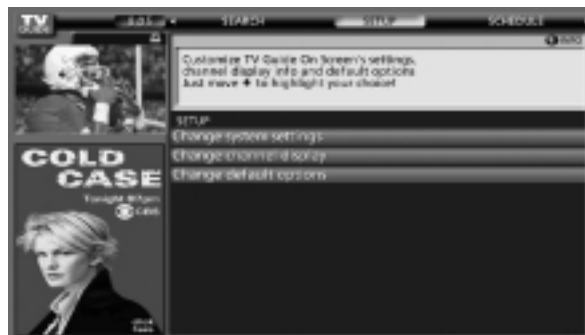 TV
GUIDE
SEARCH SETUP SCHEDULE
INFO
Customize TV Guide On Screen's settings,
channel display info and default options
Just move to highlight your choice!
SETUP
Change system settings
Change channel display
Change default options
COLD
CASE
Tonight
CBS